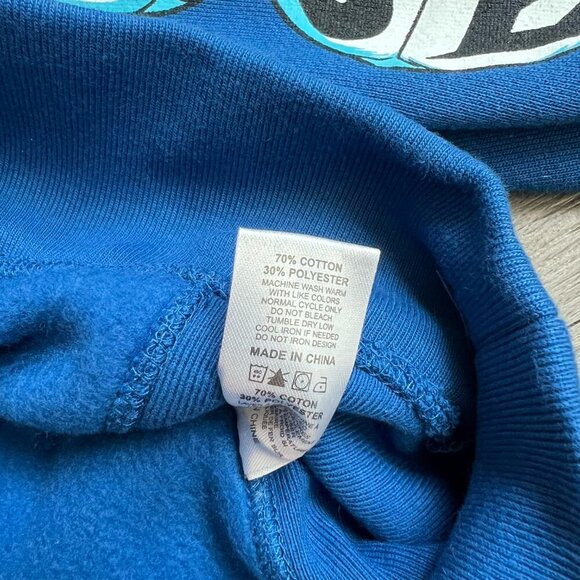 70% COTTON
30% POLYESTER
MACHINE WASH WARM
WITH LIKE COLORS
NORMAL CYCLE ONLY
DO NOT BLEACH
TUMBLE DRY LOW
COOL IRON IF NEEDED
DO NOT IRON DESIGN
MADE IN CHINA
70% COTON
30% POLYESTER